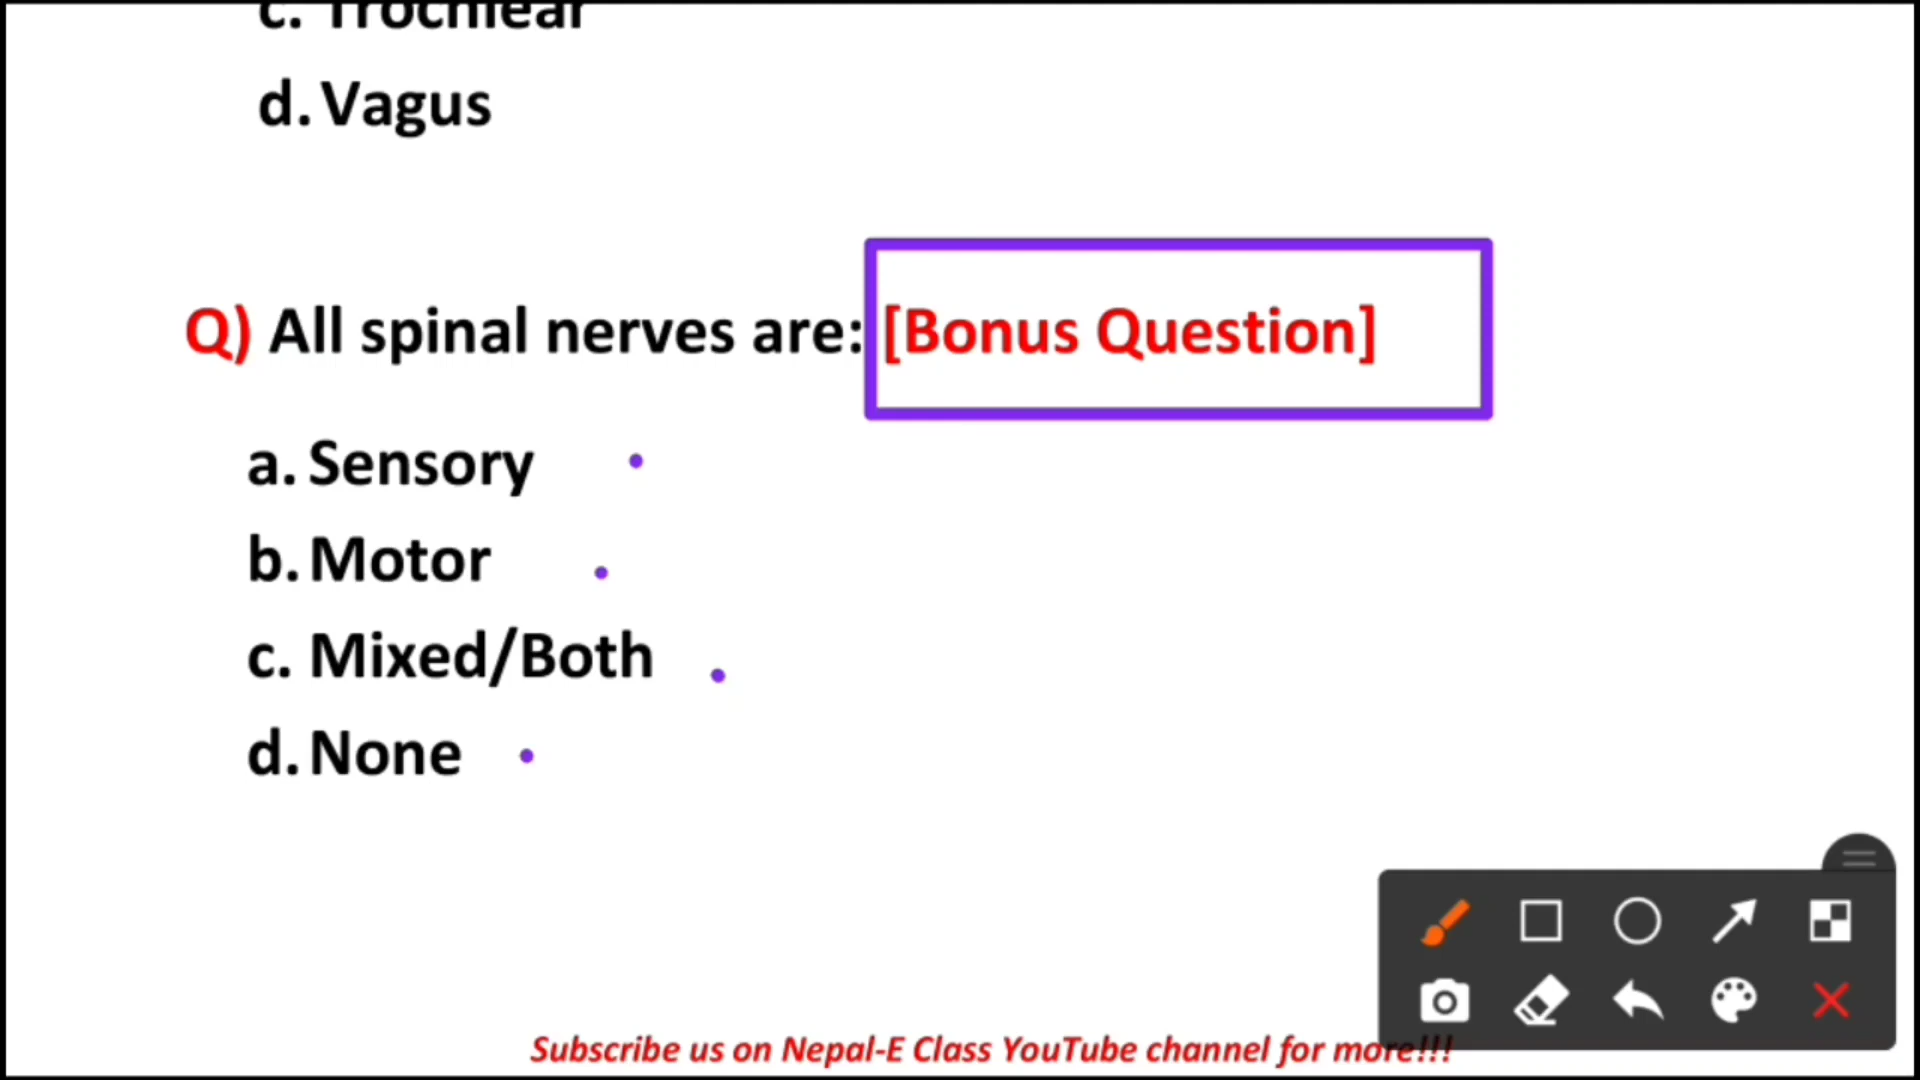 c. Trochlear
d. Vagus
Q) All spinal nerves are: [Bonus Question]
a. Sensory
b. Motor
c. Mixed/Both
d. None
Subscribe us on Nepal-E Class YouTube channel for more!!!